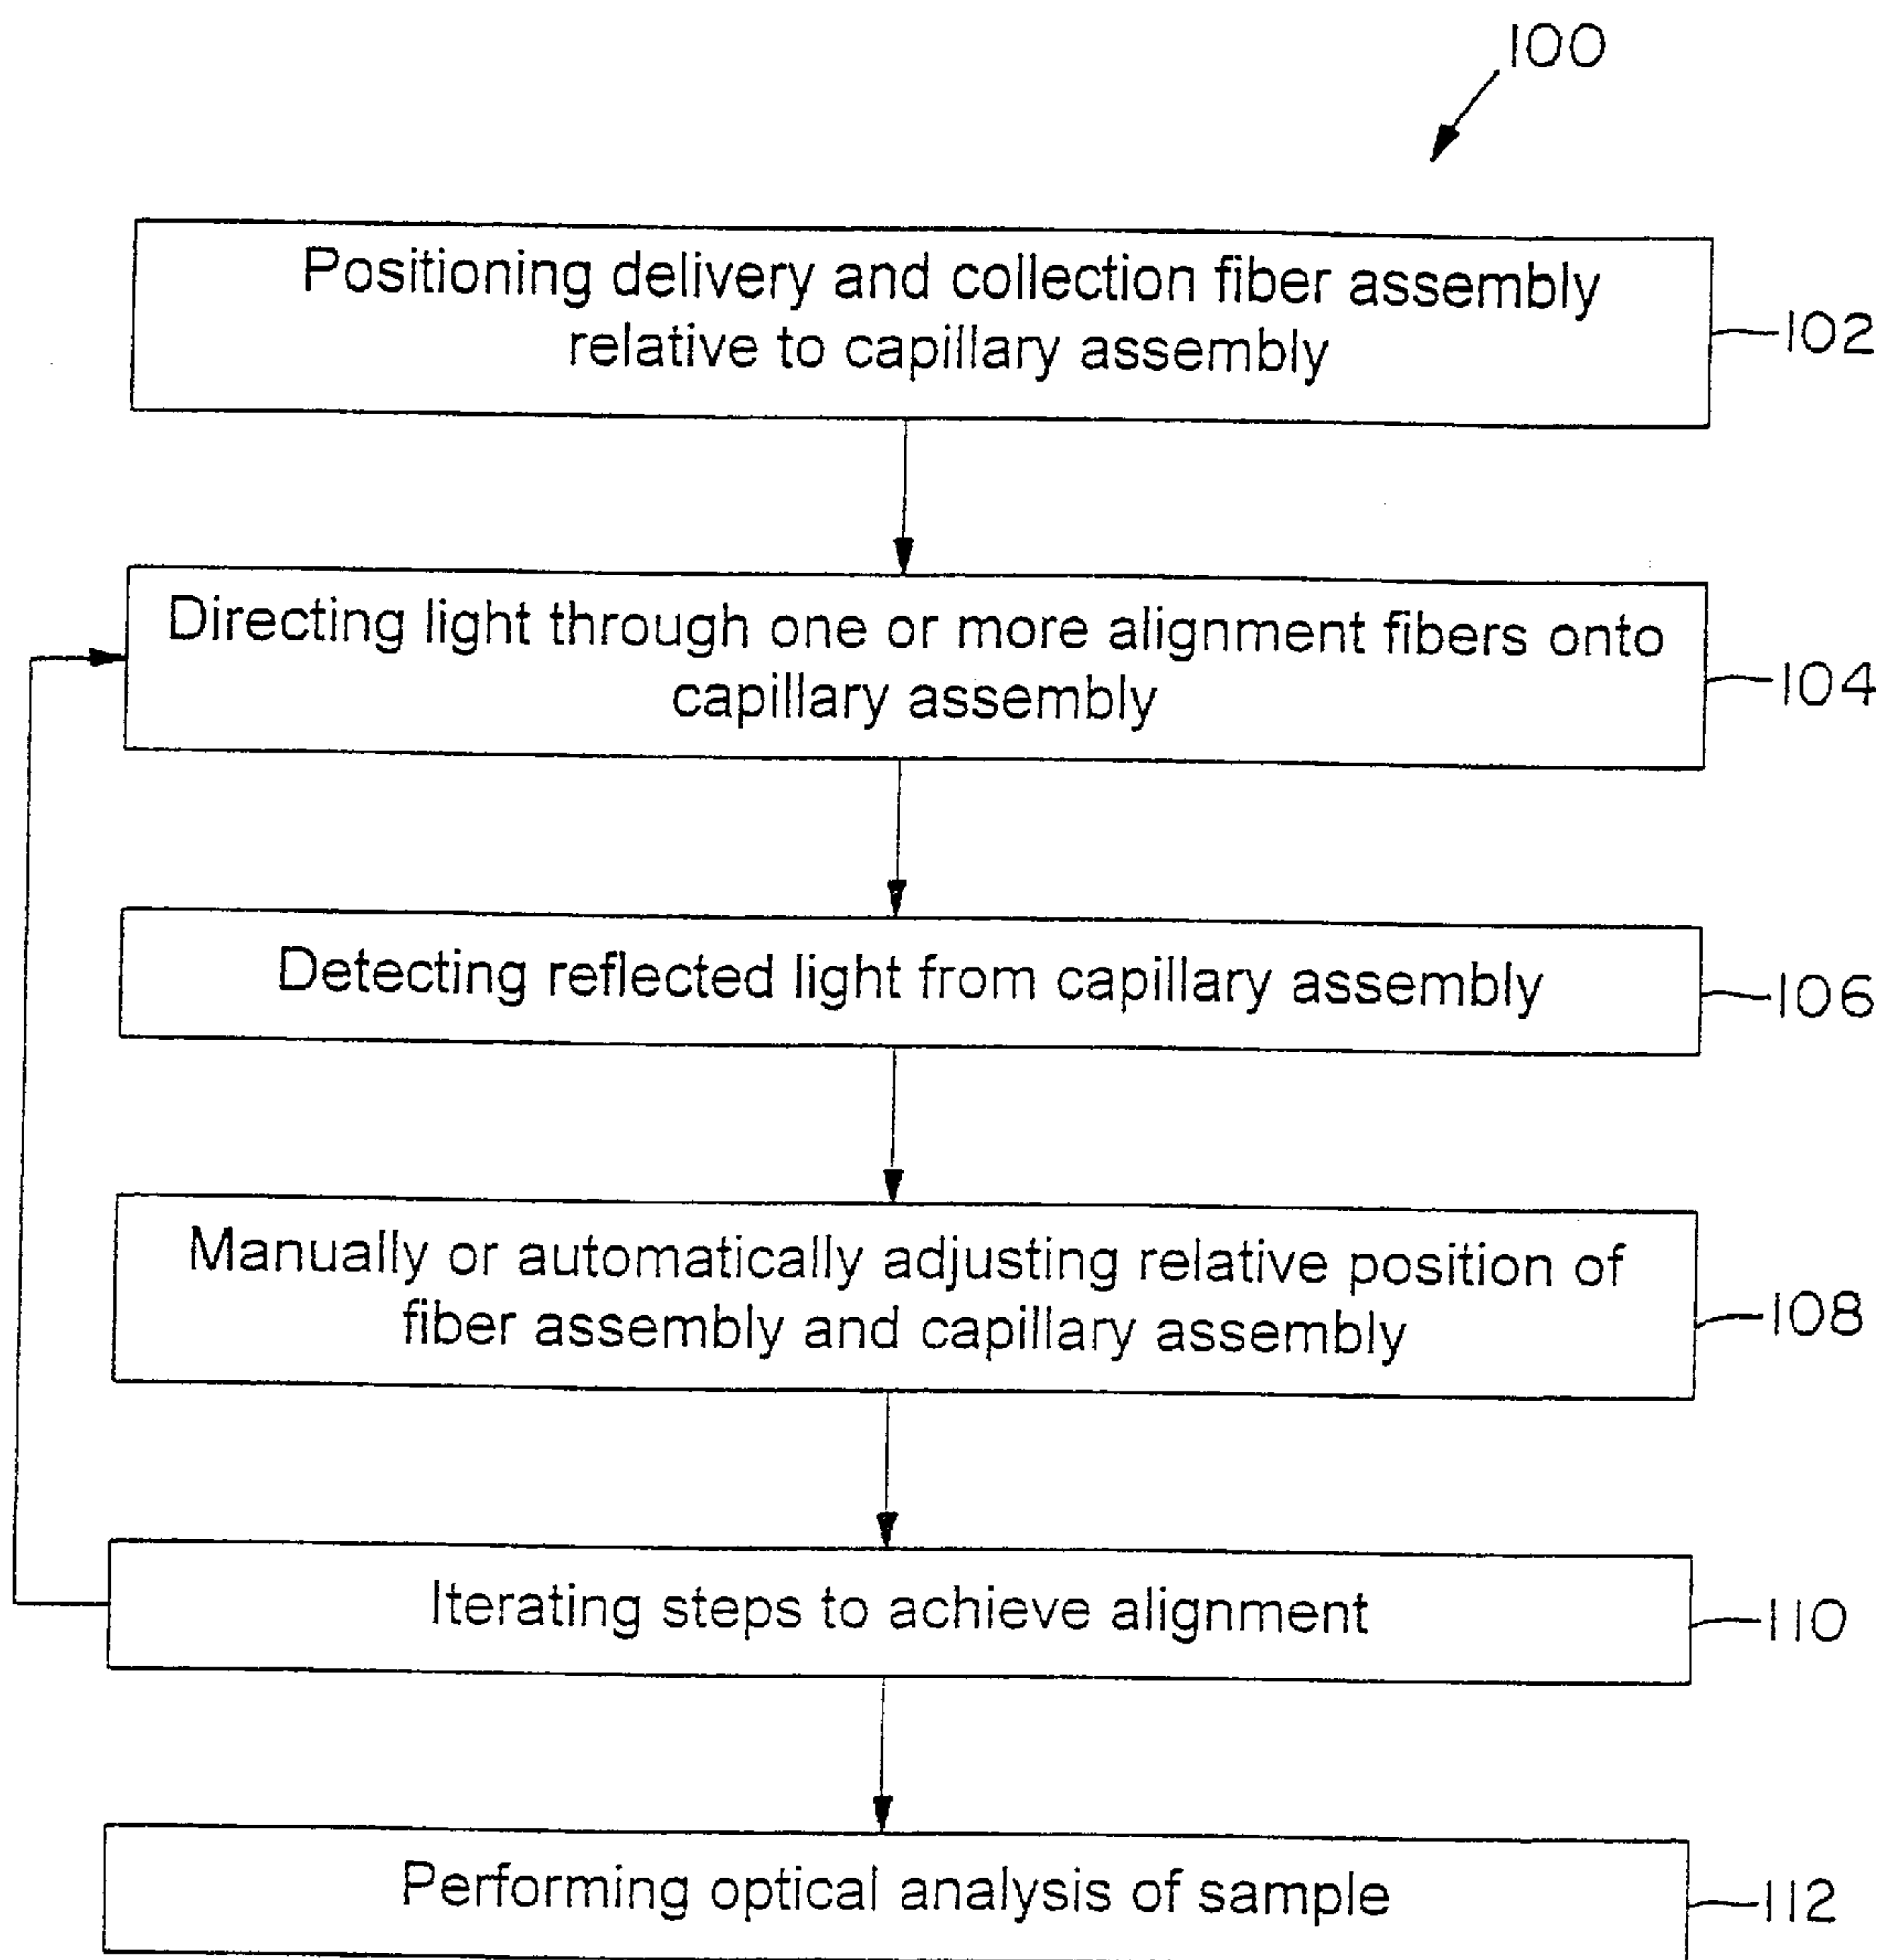 100
Positioning delivery and collection fiber assembly
relative to capillary assembly
102
Directing light through one or more alignment fibers onto
capillary assembly
104
Detecting reflected light from capillary assembly
106
Manually or automatically adjusting relative position of
fiber assembly and capillary assembly
108
Iterating steps to achieve alignment
110
Performing optical analysis of sample
112